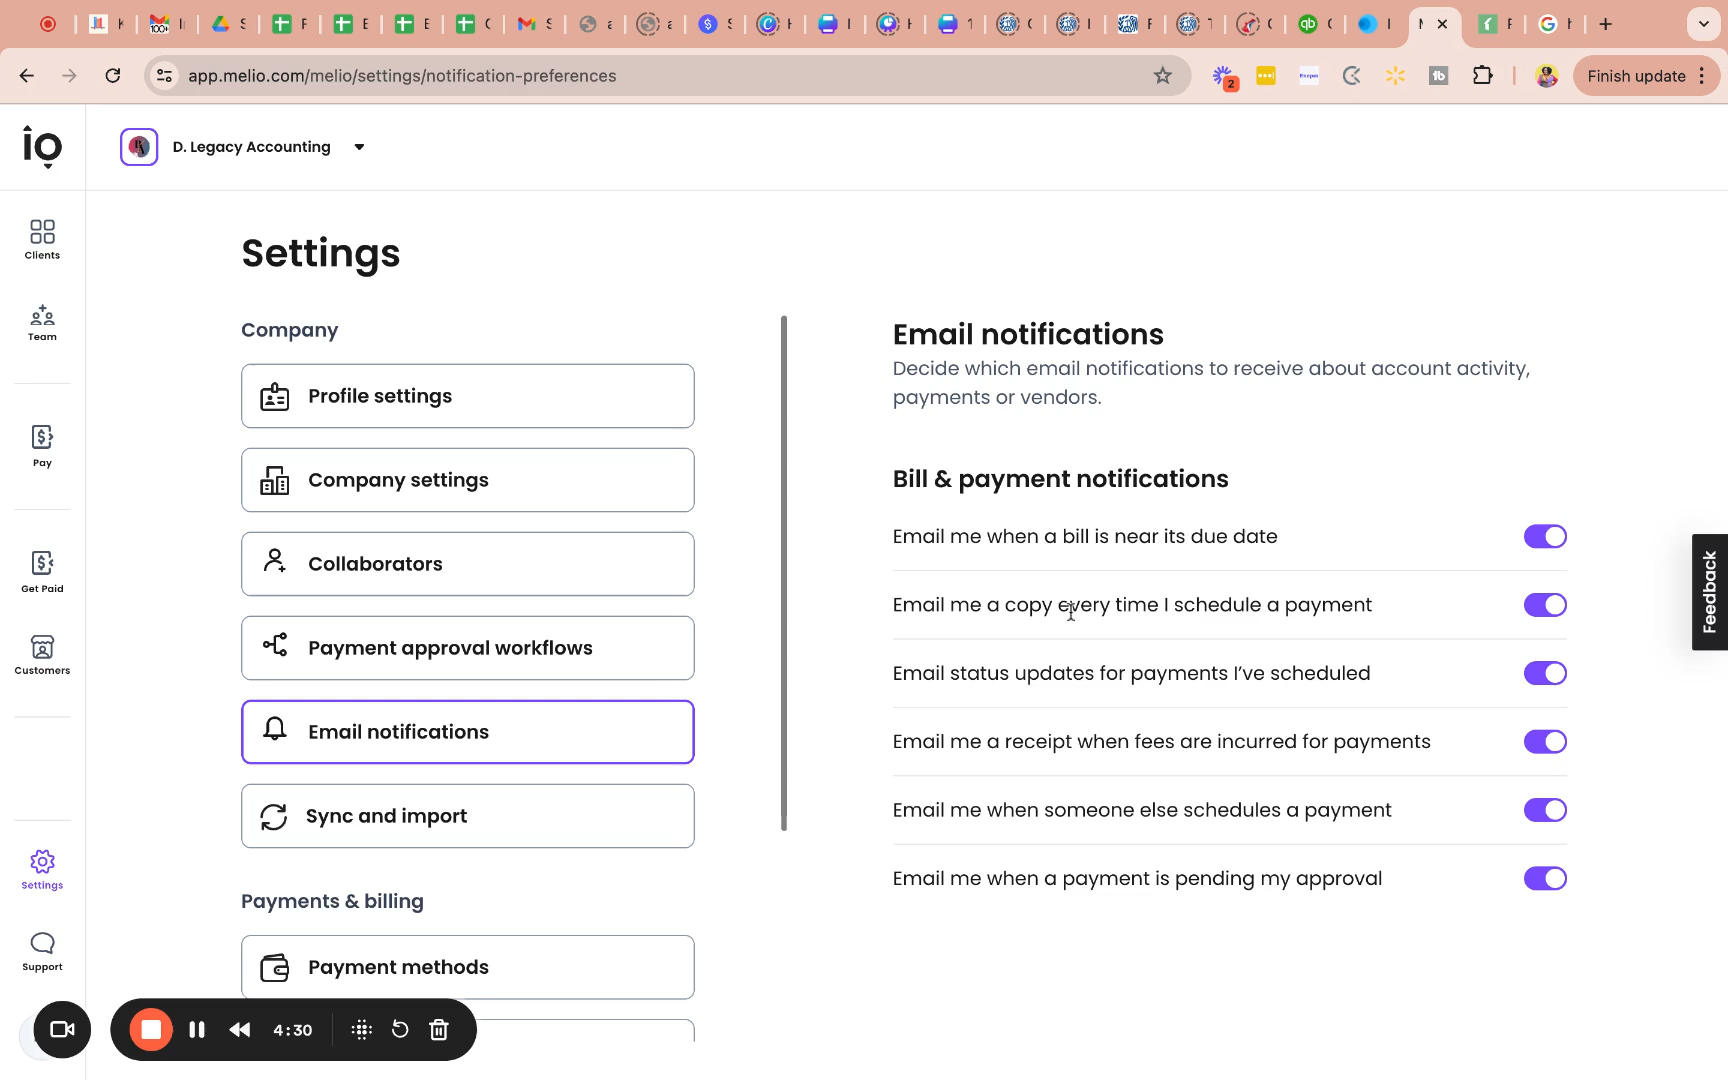 app.melio.com/melio/settings/notification-preferences
2
Finish update
io
D. Legacy Accounting
Clients
Team
Pay
Get Paid
Customers
Settings
Support
Settings
Company
Profile settings
Company settings
Collaborators
Payment approval workflows
Email notifications
Sync and import
Payments & billing
Payment methods
4:30
Email notifications
Decide which email notifications to receive about account activity,
payments or vendors.
Bill & payment notifications
Email me when a bill is near its due date
Email me a copy every time I schedule a payment
Email status updates for payments I’ve scheduled
Email me a receipt when fees are incurred for payments
Email me when someone else schedules a payment
Email me when a payment is pending my approval
Feedback